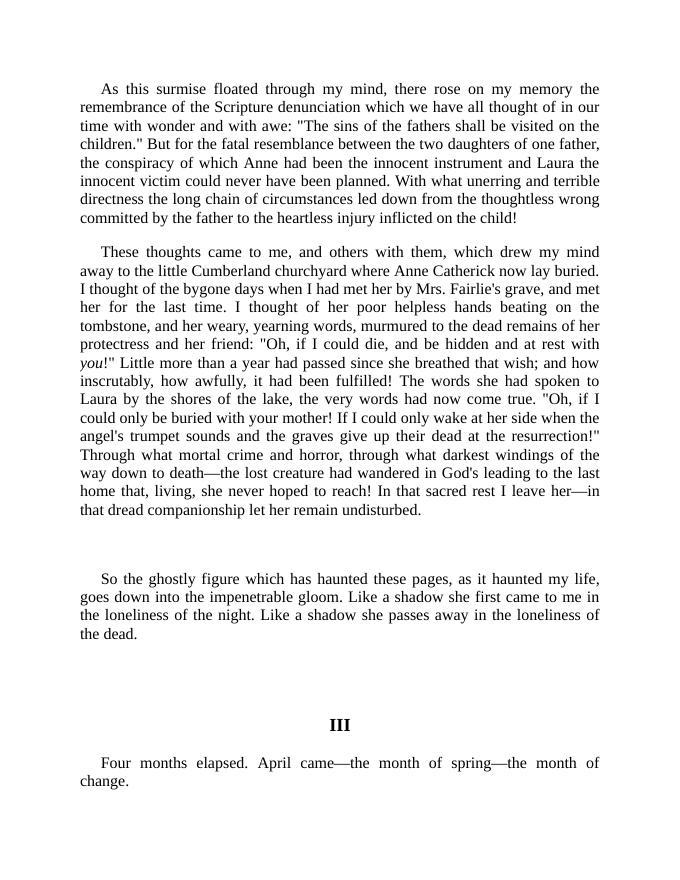 As this surmise floated through my mind, there rose on my memory the
remembrance of the Scripture denunciation which we have all thought of in our
time with wonder and with awe: "The sins of the fathers shall be visited on the
children." But for the fatal resemblance between the two daughters of one father,
the conspiracy of which Anne had been the innocent instrument and Laura the
innocent victim could never have been planned. With what unerring and terrible
directness the long chain of circumstances led down from the thoughtless wrong
committed by the father to the heartless injury inflicted on the child!
These thoughts came to me, and others with them, which drew my mind
away to the little Cumberland churchyard where Anne Catherick now lay buried.
I thought of the bygone days when I had met her by Mrs. Fairlie's grave, and met
her for the last time. I thought of her poor helpless hands beating on the
tombstone, and her weary, yearning words, murmured to the dead remains of her
protectress and her friend: "Oh, if I could die, and be hidden and at rest with
you!" Little more than a year had passed since she breathed that wish; and how
inscrutably, how awfully, it had been fulfilled! The words she had spoken to
Laura by the shores of the lake, the very words had now come true. "Oh, if I
could only be buried with your mother! If I could only wake at her side when the
angel's trumpet sounds and the graves give up their dead at the resurrection!"
Through what mortal crime and horror, through what darkest windings of the
way down to death—the lost creature had wandered in God's leading to the last
home that, living, she never hoped to reach! In that sacred rest I leave her—in
that dread companionship let her remain undisturbed.
So the ghostly figure which has haunted these pages, as it haunted my life,
goes down into the impenetrable gloom. Like a shadow she first came to me in
the loneliness of the night. Like a shadow she passes away in the loneliness of
the dead.
III
Four months elapsed. April came—the month of spring—the month of
change.